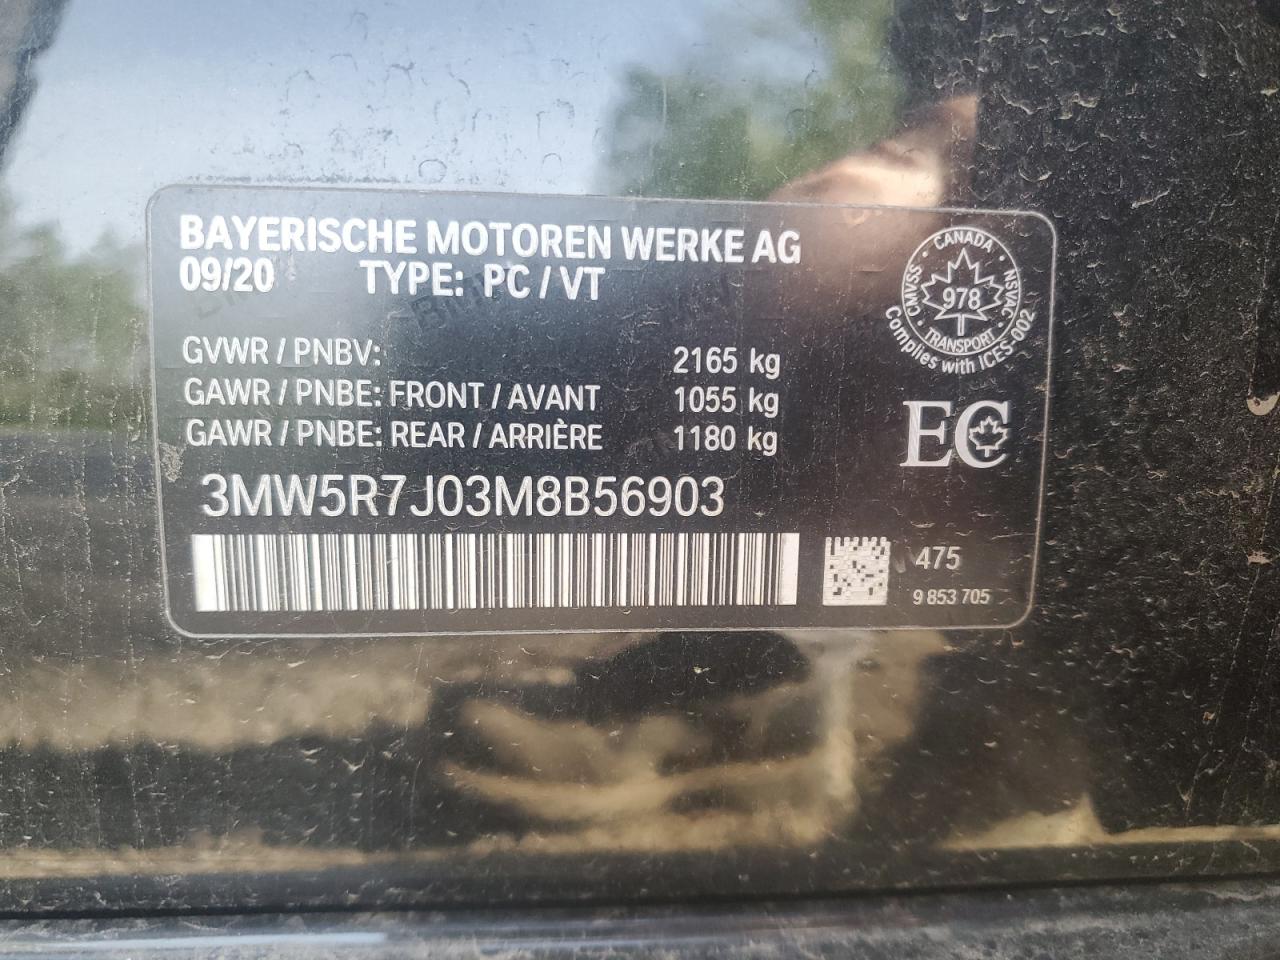 BAYERISCHE MOTOREN WERKE AG
09/20 TYPE: PC / VT
GVWR / PNBV: 2165 kg
GAWR / PNBE: FRONT / AVANT 1055 kg
GAWR / PNBE: REAR / ARRIÈRE 1180 kg
3MW5R7J03M8B56903
CANADA
CMVSS · NSVAC
978
TRANSPORT
Complies with ICES-002
EC
475
9 853 705